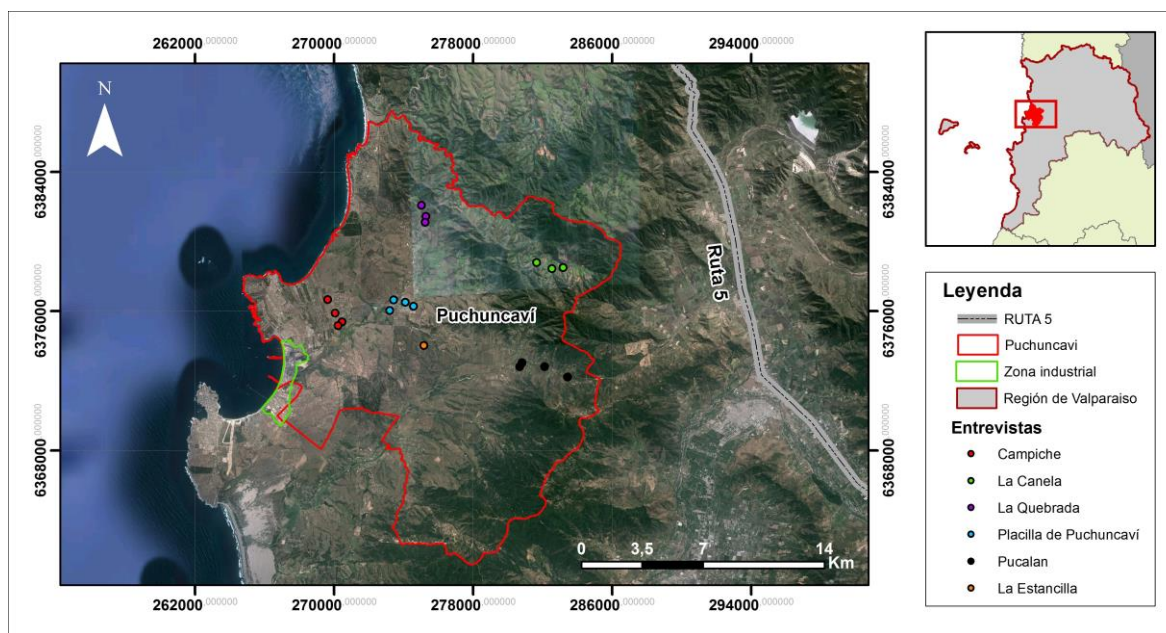 262000.000000 270000.000000 278000.000000 286000.000000 294000.000000
N
6384000.000000
6384000.000000
Ruta 5
6376000.000000
Puchuncaví
6376000.000000
6368000.000000
6368000.000000
0 3,5 7 14
Km
262000.000000 270000.000000 278000.000000 286000.000000 294000.000000
Leyenda
RUTA 5
Puchuncavi
Zona industrial
Región de Valparaiso
Entrevistas
Campiche
La Canela
La Quebrada
Placilla de Puchuncaví
Pucalan
La Estancilla